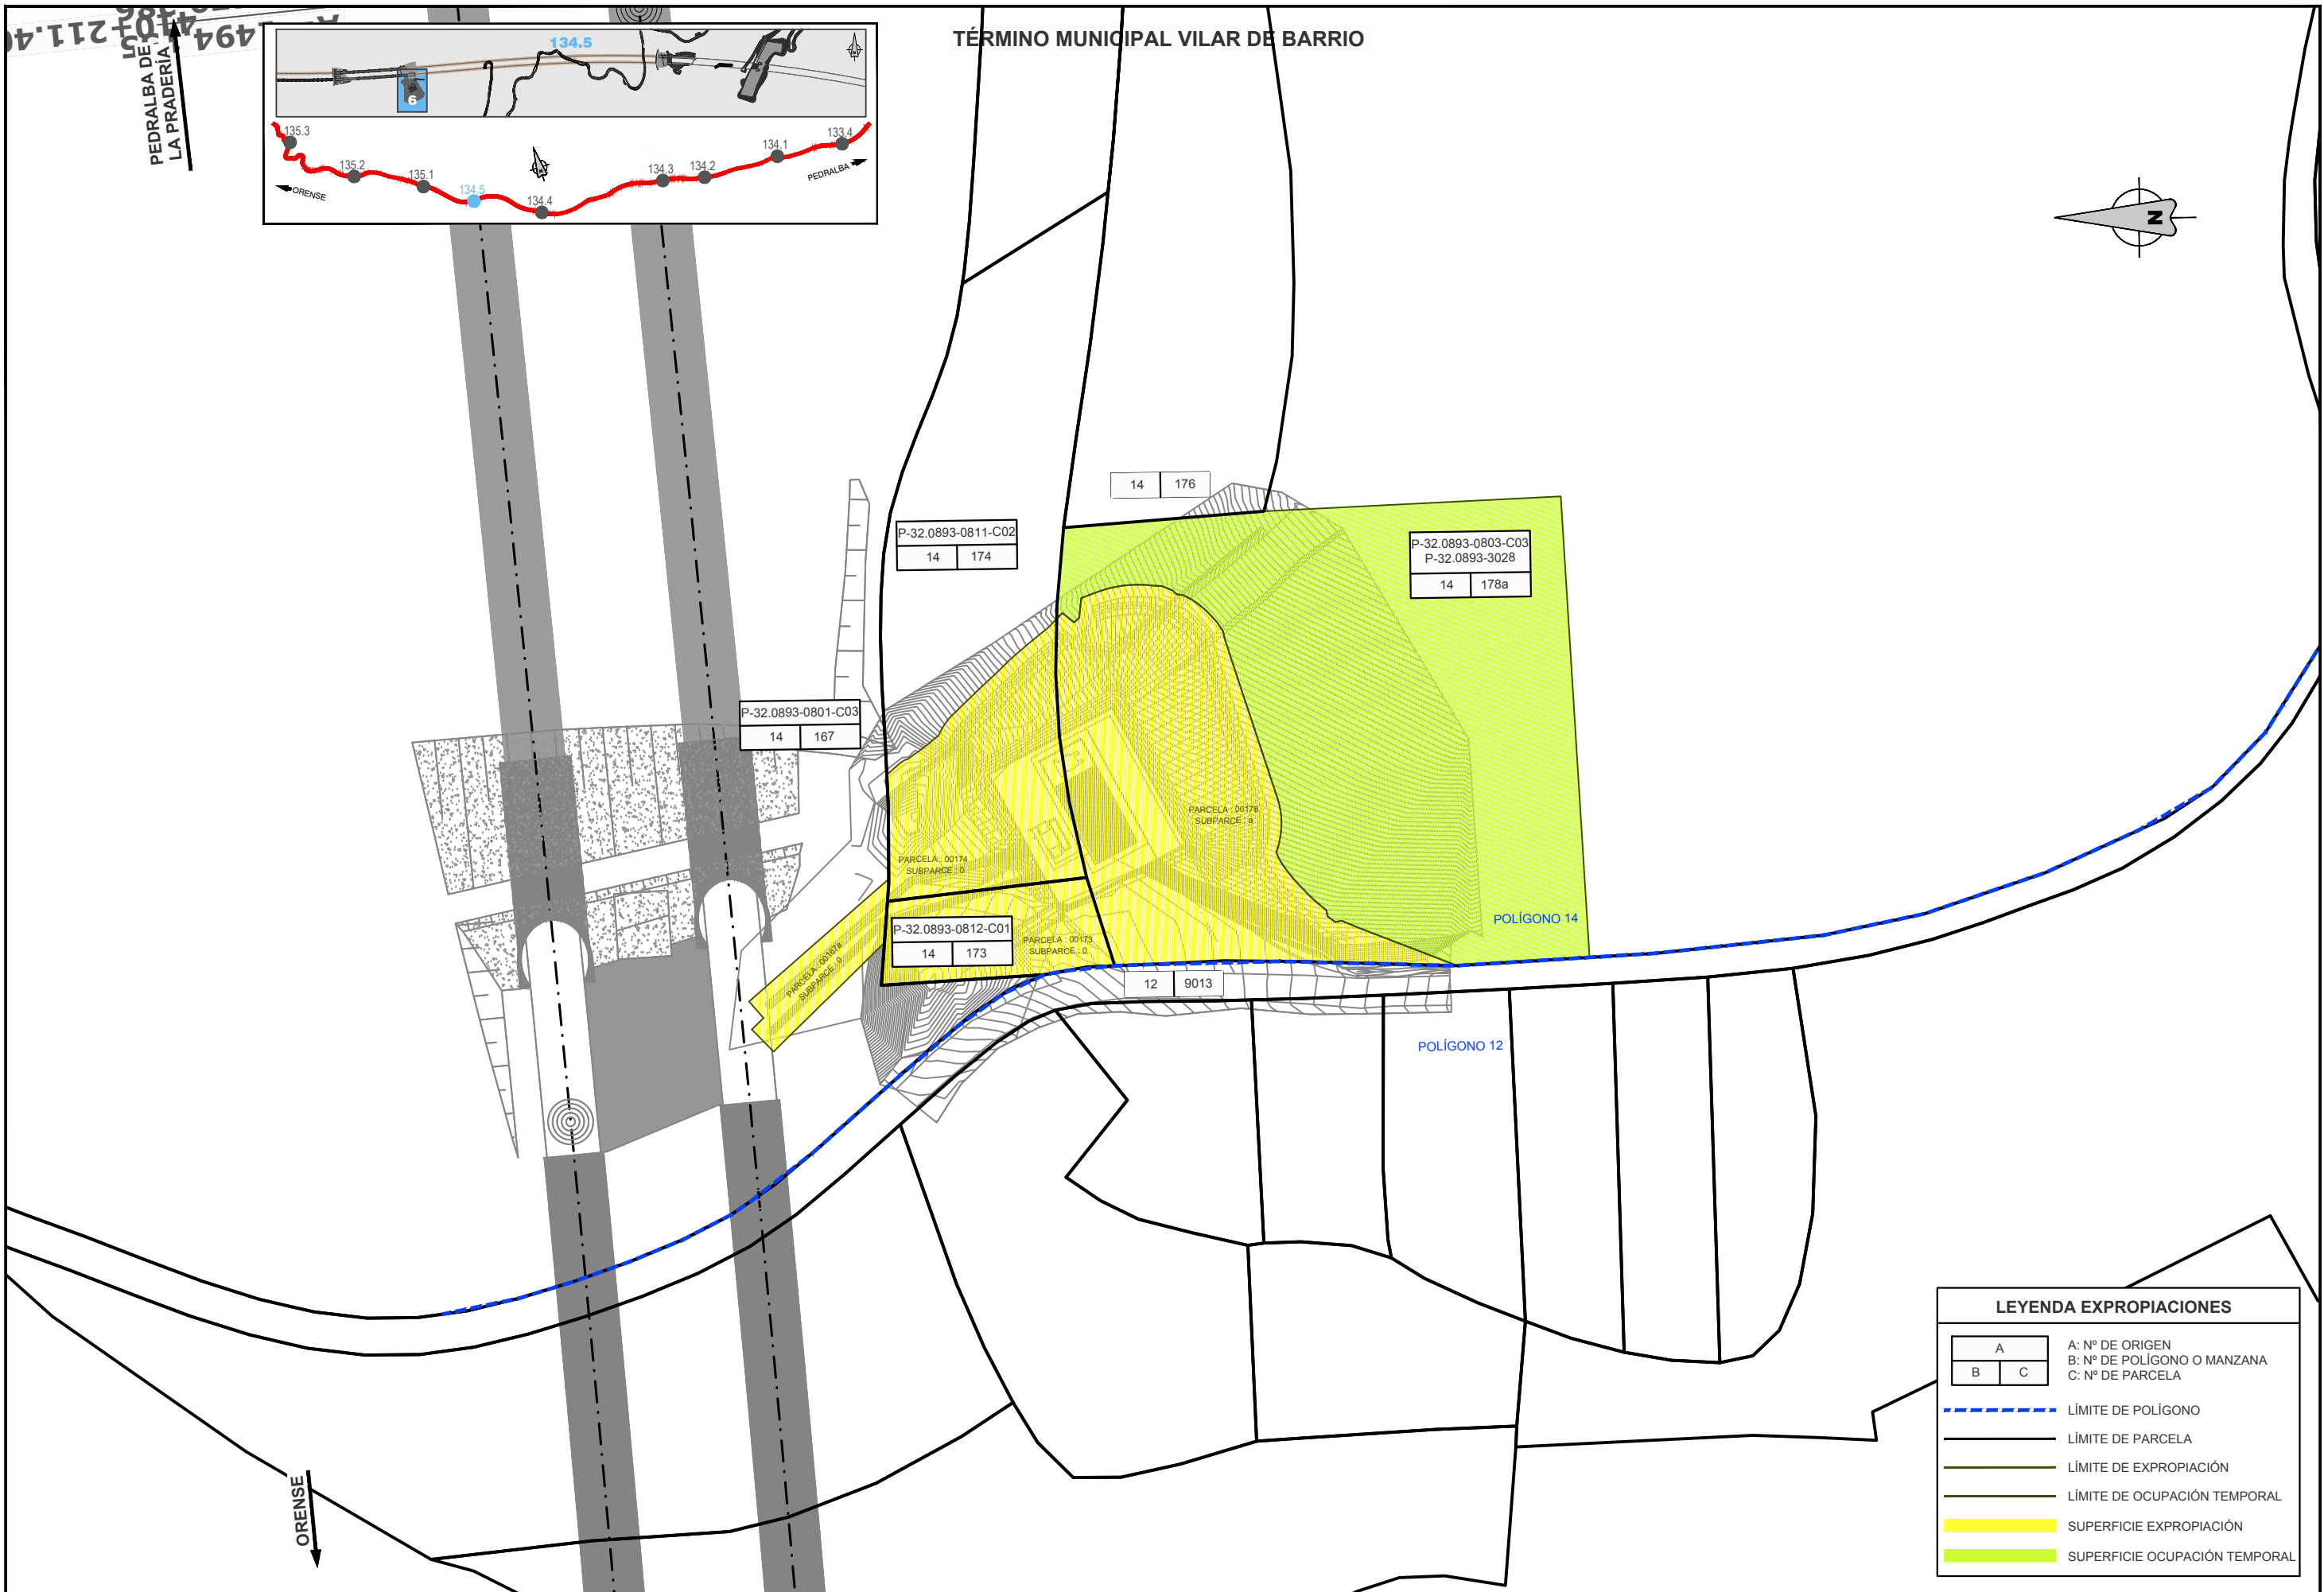 TÉRMINO MUNICIPAL VILAR DE BARRIO
PEDRALBA DE
LA PRADERÍA
134.5
6
135.3
135.2
135.1
134.5
134.4
134.3
134.2
134.1
133.4
ORENSE
PEDRALBA
N
14 176
P-32.0893-0811-C02
14 174
P-32.0893-0803-C03
P-32.0893-3028
14 178a
P-32.0893-0801-C03
14 167
PARCELA : 00178
SUBPARCE : a
PARCELA : 00174
SUBPARCE : 0
P-32.0893-0812-C01
14 173
PARCELA : 00173
SUBPARCE : 0
PARCELA : 00167a
SUBPARCE : 0
POLÍGONO 14
12 9013
POLÍGONO 12
ORENSE
LEYENDA EXPROPIACIONES
A
B C
A: Nº DE ORIGEN
B: Nº DE POLÍGONO O MANZANA
C: Nº DE PARCELA
LÍMITE DE POLÍGONO
LÍMITE DE PARCELA
LÍMITE DE EXPROPIACIÓN
LÍMITE DE OCUPACIÓN TEMPORAL
SUPERFICIE EXPROPIACIÓN
SUPERFICIE OCUPACIÓN TEMPORAL